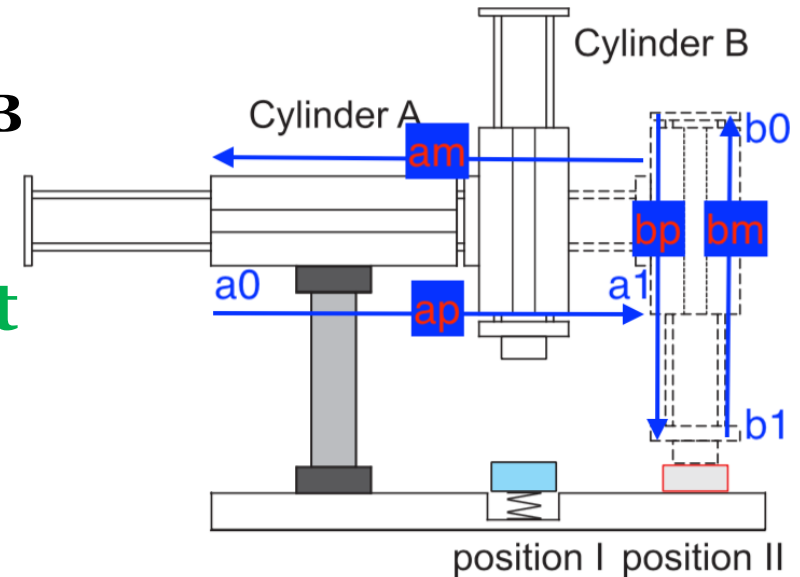 Cylinder B
B
Cylinder A
am
b0
bp
bm
a0
a1
ap
t
b1
position I
position II